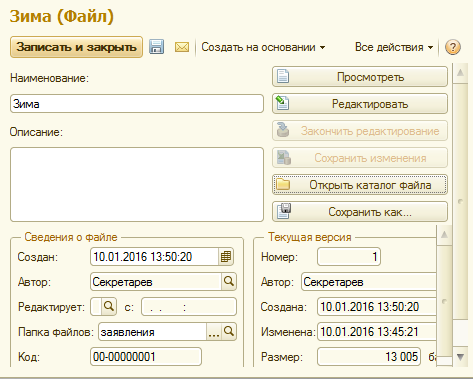 Зима (Файл)
Записать и закрыть Создать на основании Все действия ?
Наименование:
Зима
Описание:
Просмотреть
Редактировать
Закончить редактирование
Сохранить изменения
Открыть каталог файла
Сохранить как...
Сведения о файле
Создан: 10.01.2016 13:50:20
Автор: Секретарев
Редактирует: с: . . :
Папка файлов: заявления ...
Код: 00-00000001
Текущая версия
Номер: 1
Автор: Секретарев
Создана: 10.01.2016 13:50:20
Изменена: 10.01.2016 13:45:21
Размер: 13 005 ба